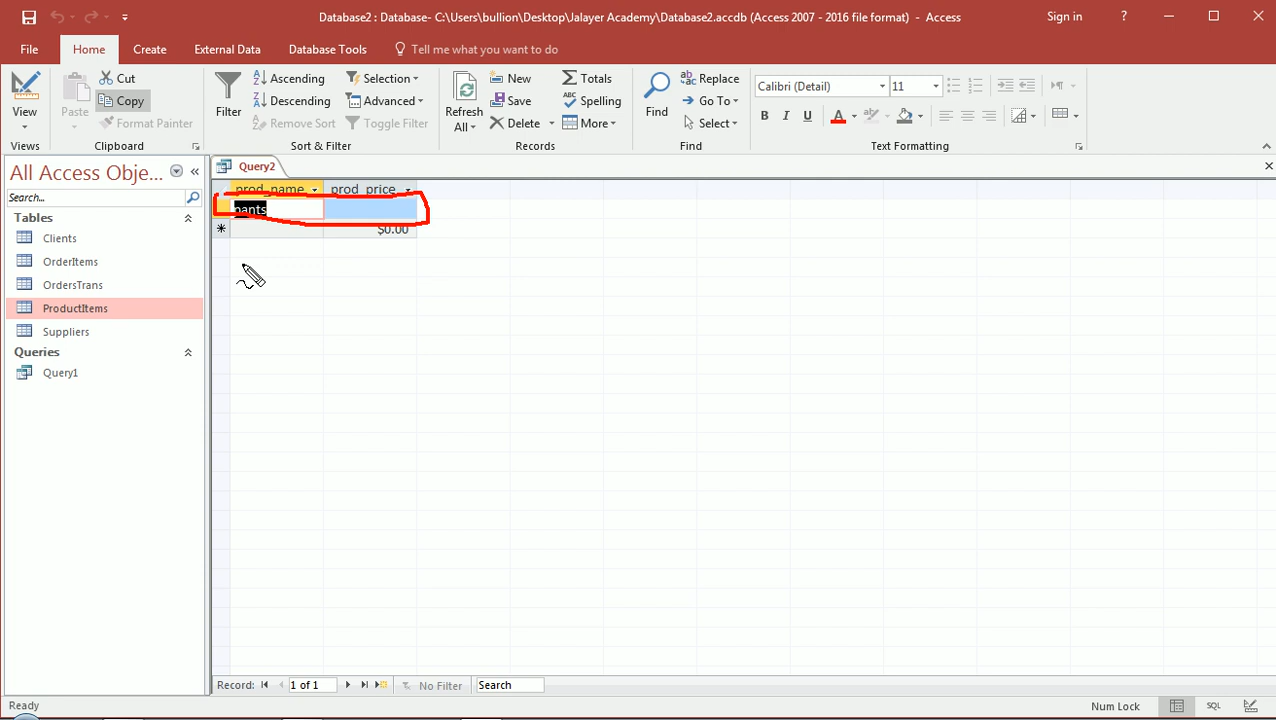 Database2 : Database- C:\Users\bullion\Desktop\Jalayer Academy\Database2.accdb (Access 2007 - 2016 file format) - Access
Sign in
?
File Home Create External Data Database Tools Tell me what you want to do
View
Views
Paste
Cut
Copy
Format Painter
Clipboard
Filter
Ascending
Descending
Remove Sort
Selection
Advanced
Toggle Filter
Sort & Filter
Refresh
All
New
Save
Delete
Totals
Spelling
More
Records
Find
Replace
Go To
Select
Find
Calibri (Detail) 11
B I U A
Text Formatting
All Access Obje...
Search...
Tables
Clients
OrderItems
OrdersTrans
ProductItems
Suppliers
Queries
Query1
Query2
prod_name prod_price
pants
$0.00
Record: 1 of 1 No Filter Search
Ready
Num Lock SQL